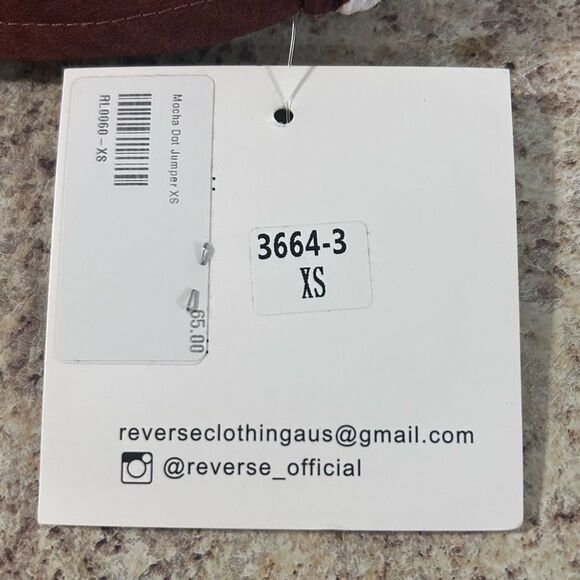 Mocha Dot Jumper XS
RL0060-XS
65.00
3664-3
XS
reverseclothingaus@gmail.com
@reverse_official